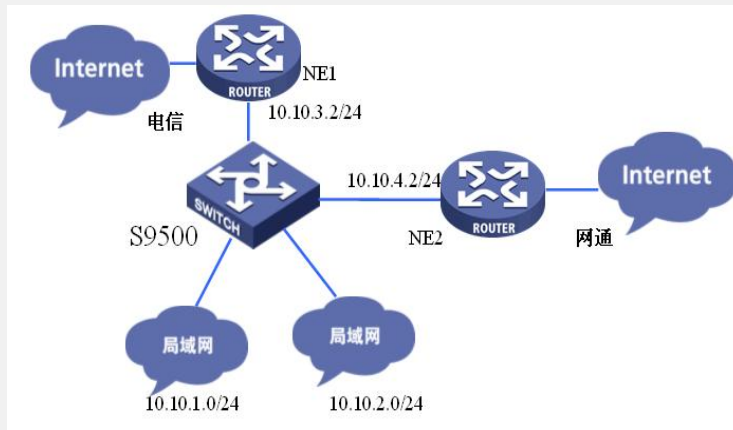 Internet
NE1
ROUTER
电信
10.10.3.2/24
10.10.4.2/24
Internet
SWITCH
S9500
NE2
ROUTER
网通
局域网
局域网
10.10.1.0/24
10.10.2.0/24